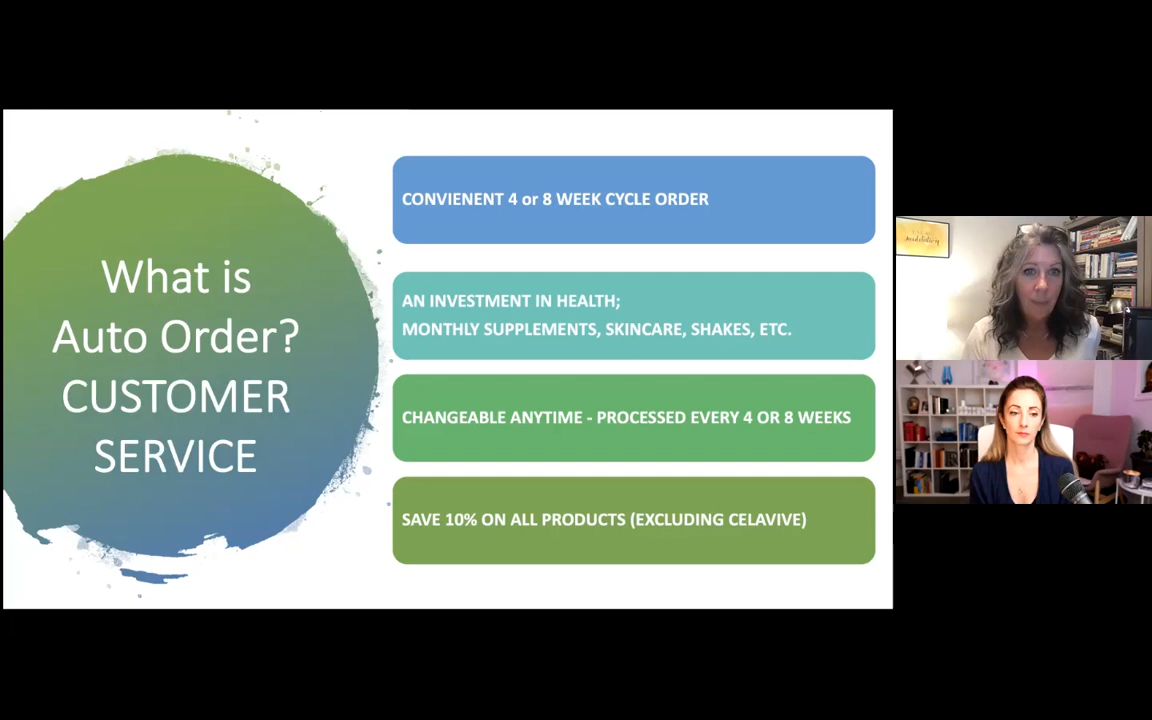 What is
Auto Order?
CUSTOMER
SERVICE
CONVIENENT 4 or 8 WEEK CYCLE ORDER
AN INVESTMENT IN HEALTH;
MONTHLY SUPPLEMENTS, SKINCARE, SHAKES, ETC.
CHANGEABLE ANYTIME - PROCESSED EVERY 4 OR 8 WEEKS
SAVE 10% ON ALL PRODUCTS (EXCLUDING CELAVIVE)